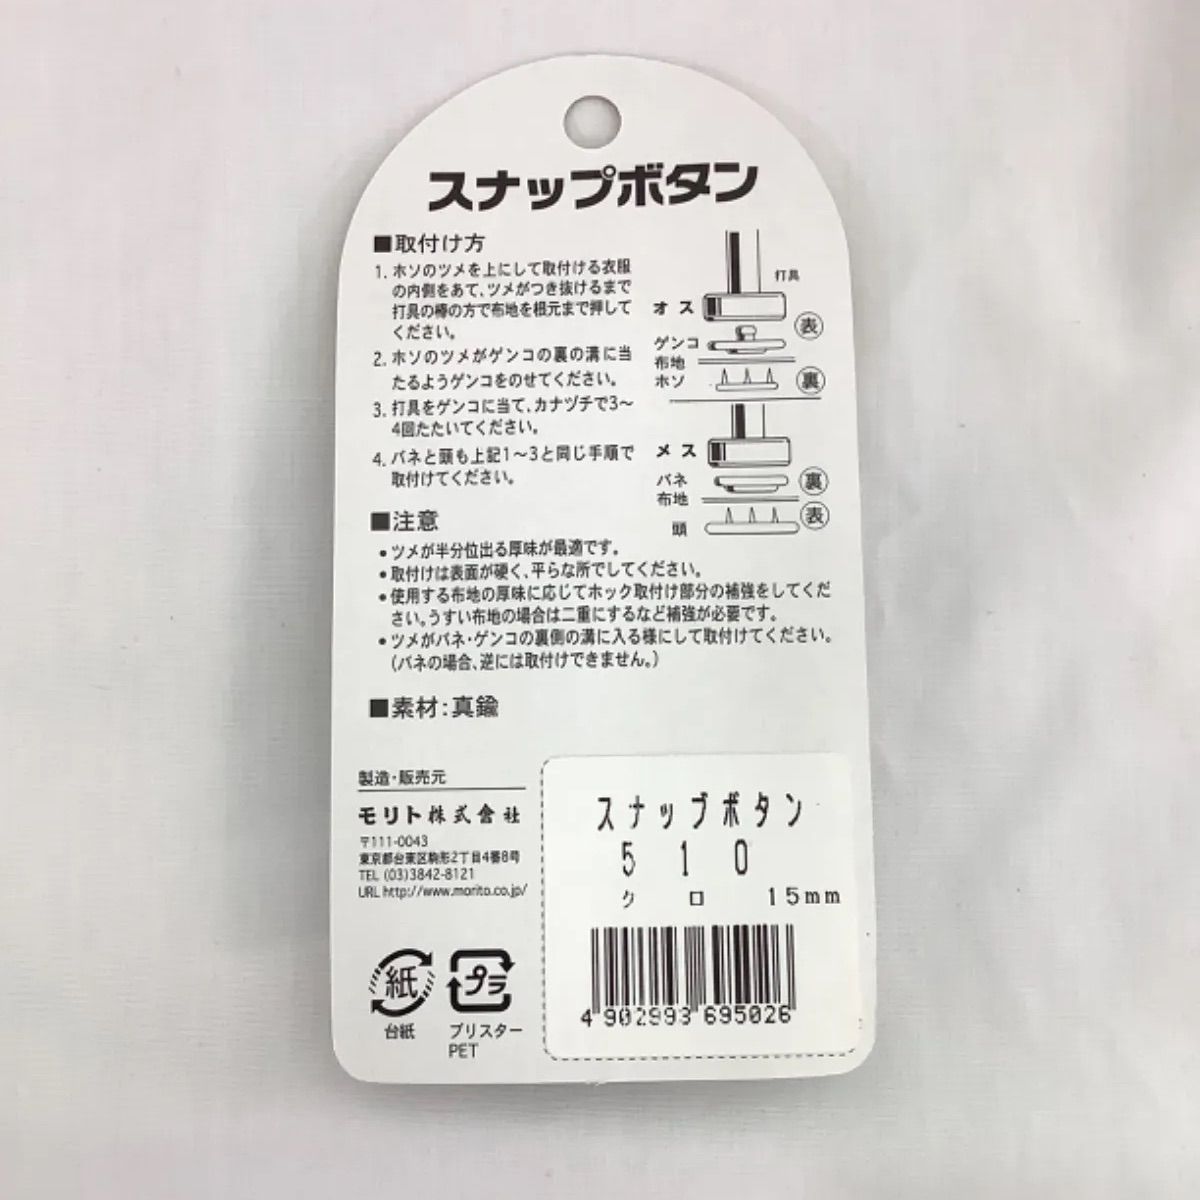 スナップボタン
■取付け方
1. ホソのツメを上にして取付ける衣服
の内側をあて、ツメがつき抜けるまで
打具の棒の方で布地を根元まで押して
ください。
2. ホソのツメがゲンコの裏の溝に当
たるようゲンコをのせてください。
3. 打具をゲンコに当て、カナヅチで3〜
4回たたいてください。
4. バネと頭も上記1〜3と同じ手順で
取付けてください。
打具
オス
表
ゲンコ
布地
ホソ
裏
メス
バネ
裏
布地
表
頭
■注意
•ツメが半分位出る厚味が最適です。
•取付けは表面が硬く、平らな所でしてください。
•使用する布地の厚味に応じてホック取付け部分の補強をしてくだ
さい。うすい布地の場合は二重にするなど補強が必要です。
•ツメがバネ・ゲンコの裏側の溝に入る様にして取付けてください。
(バネの場合、逆には取付けできません。)
■素材：真鍮
製造・販売元
モリト株式会社
〒111-0043
東京都台東区駒形2丁目4番8号
TEL (03)3842-8121
URL http://www.morito.co.jp/
紙
台紙
プラ
ブリスター
PET
スナップボタン
510
クロ 15mm
4 902993 695026